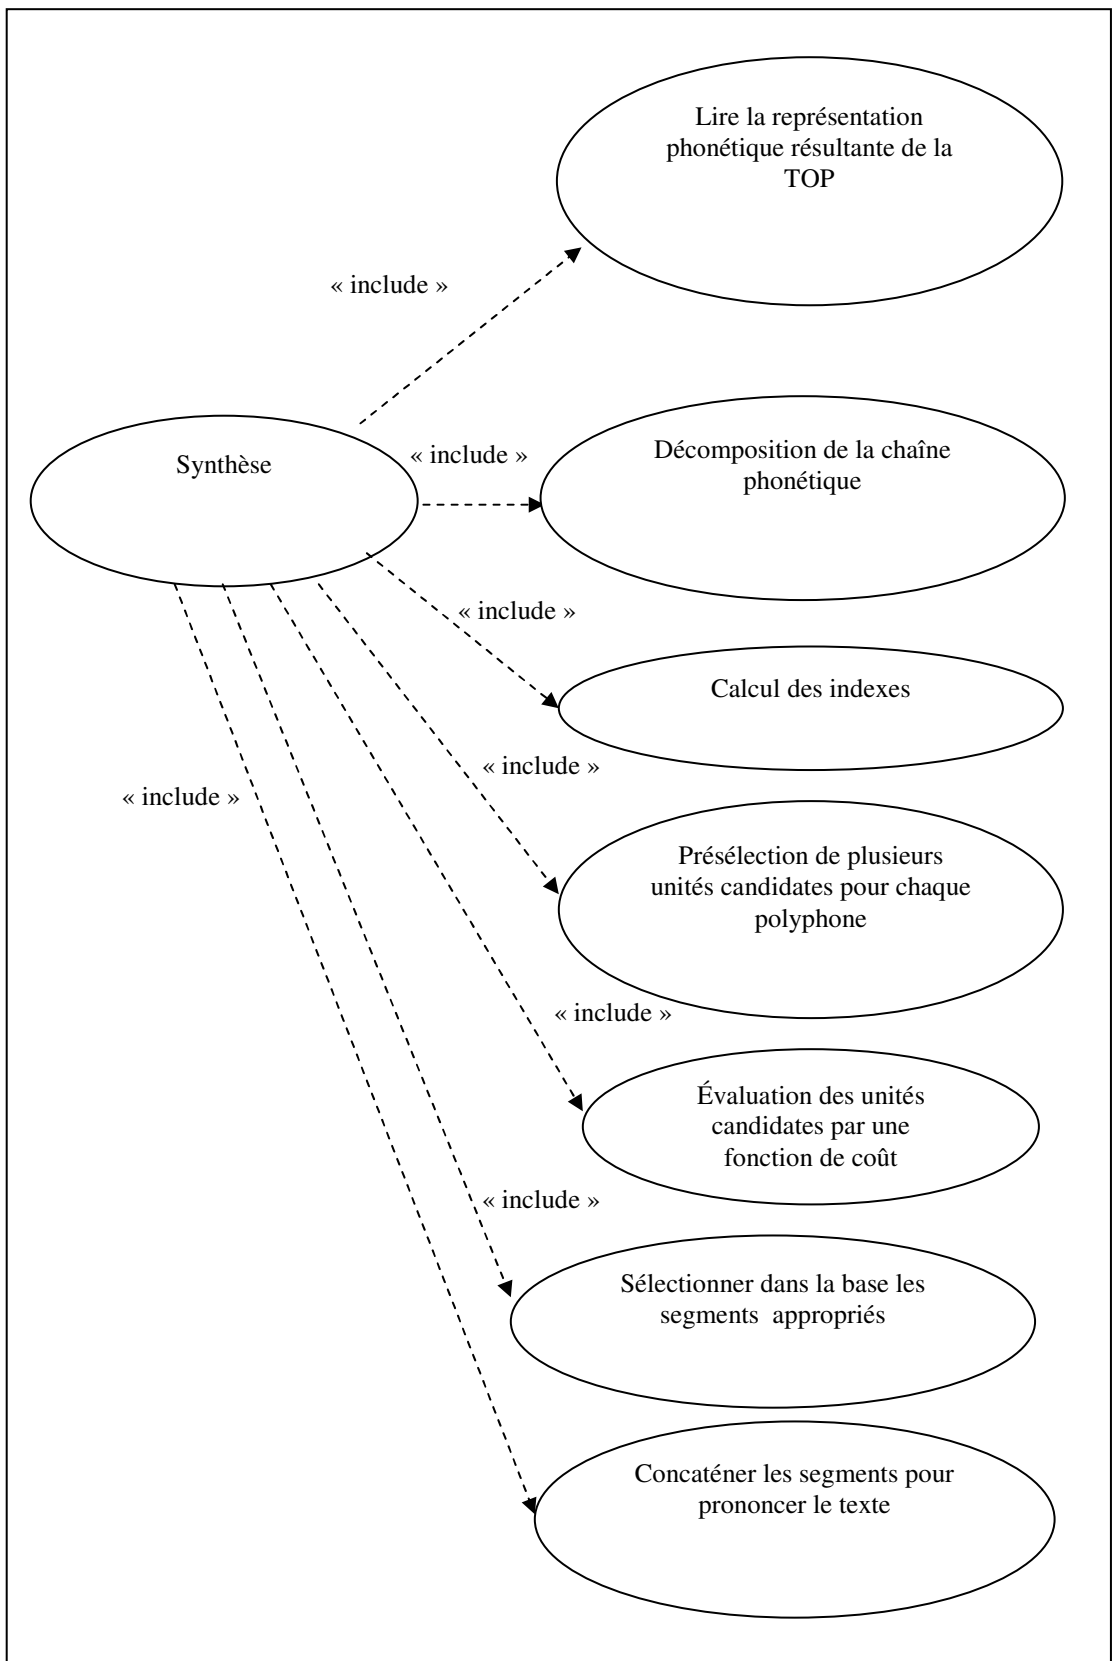 Lire la représentation
phonétique résultante de la
TOP
« include »
Synthèse
« include »
Décomposition de la chaîne
phonétique
« include »
Calcul des indexes
« include »
« include »
Présélection de plusieurs
unités candidates pour chaque
polyphone
« include »
Évaluation des unités
candidates par une
fonction de coût
« include »
Sélectionner dans la base les
segments appropriés
Concaténer les segments pour
prononcer le texte